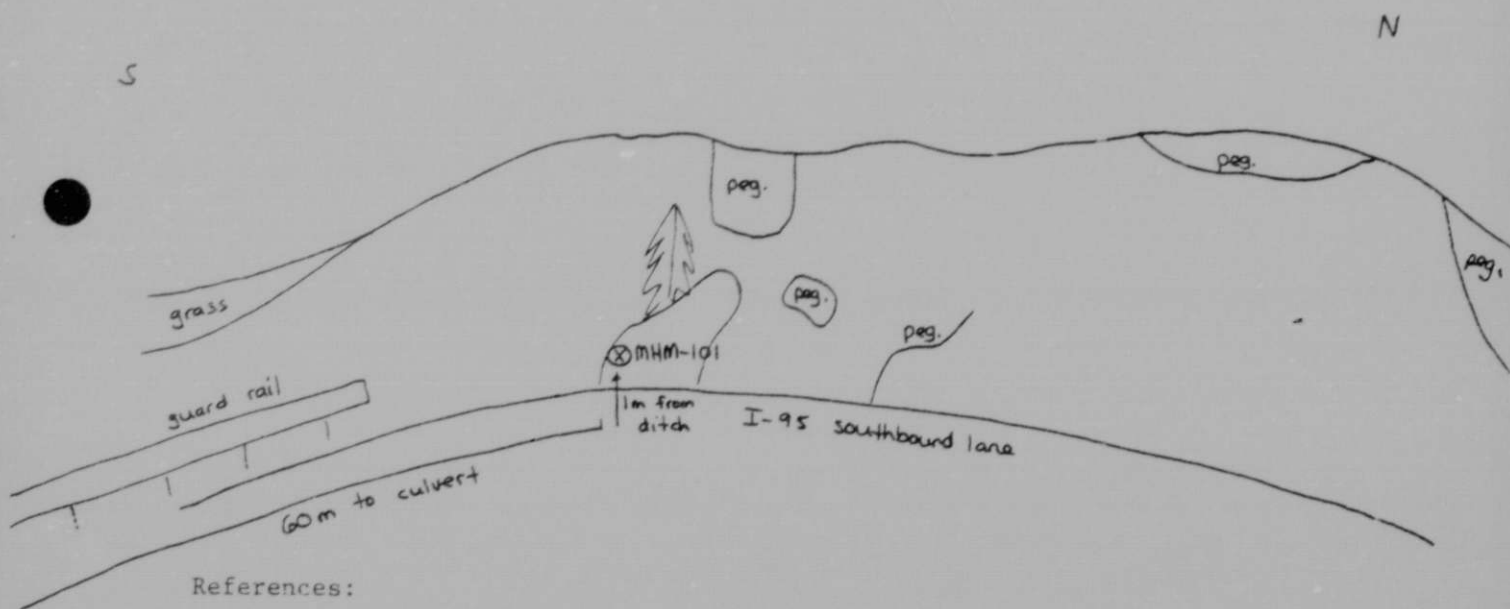 N
S
peg.
peg.
peg.
grass
peg.
peg.
MHM-101
guard rail
1m from
ditch
I-95 southbound lane
60m to culvert
References: